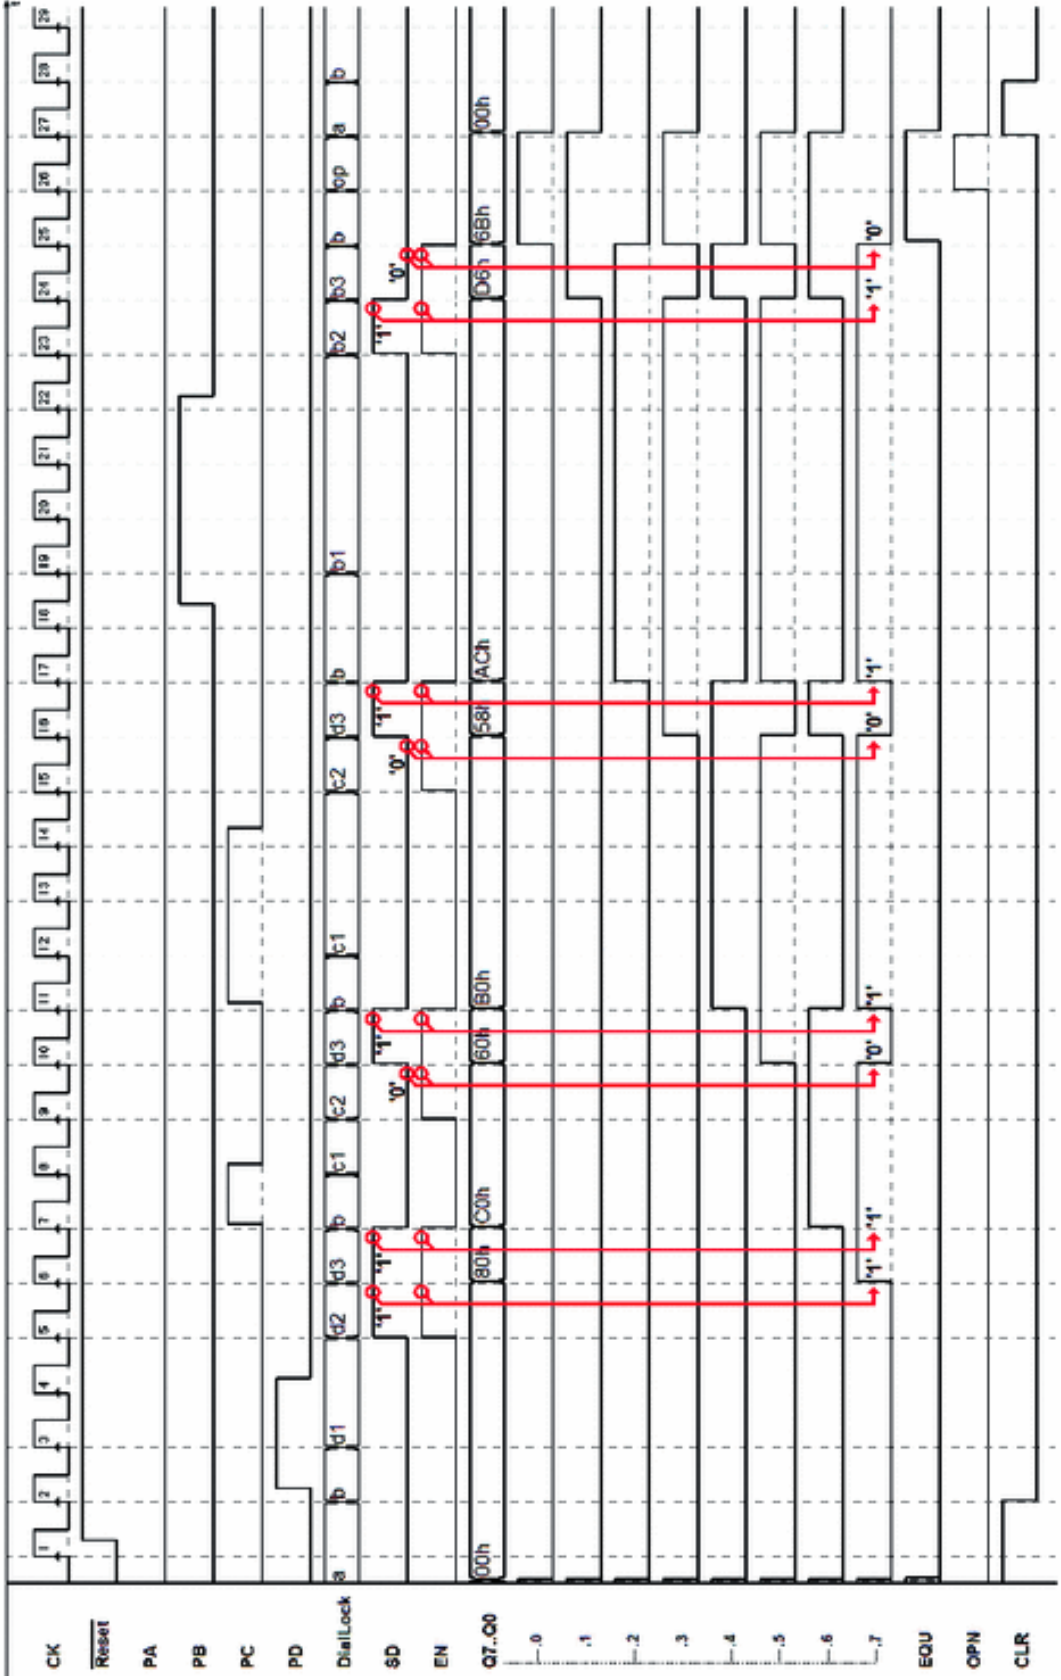 CK 1 2 3 4 5 6 7 8 9 10 11 12 13 14 15 16 17 18 19 20 21 22 23 24 25 26 27 28 29
Reset
PA
PB
PC
PD
DialLock a b d1 d2 d3 b c1 c2 d3 b c1 c2 d3 b b1 b2 b3 b op a b
SD '1' '1' '0' '1' '0' '1' '1' '0'
EN
Q7..Q0 00h 80h C0h 60h B0h 58h ACh D6h 6Bh 00h
.0
.1
.2
.3
.4
.5
.6
.7 '1' '1' '0' '1' '0' '1' '1' '0'
EQU
OPN
CLR